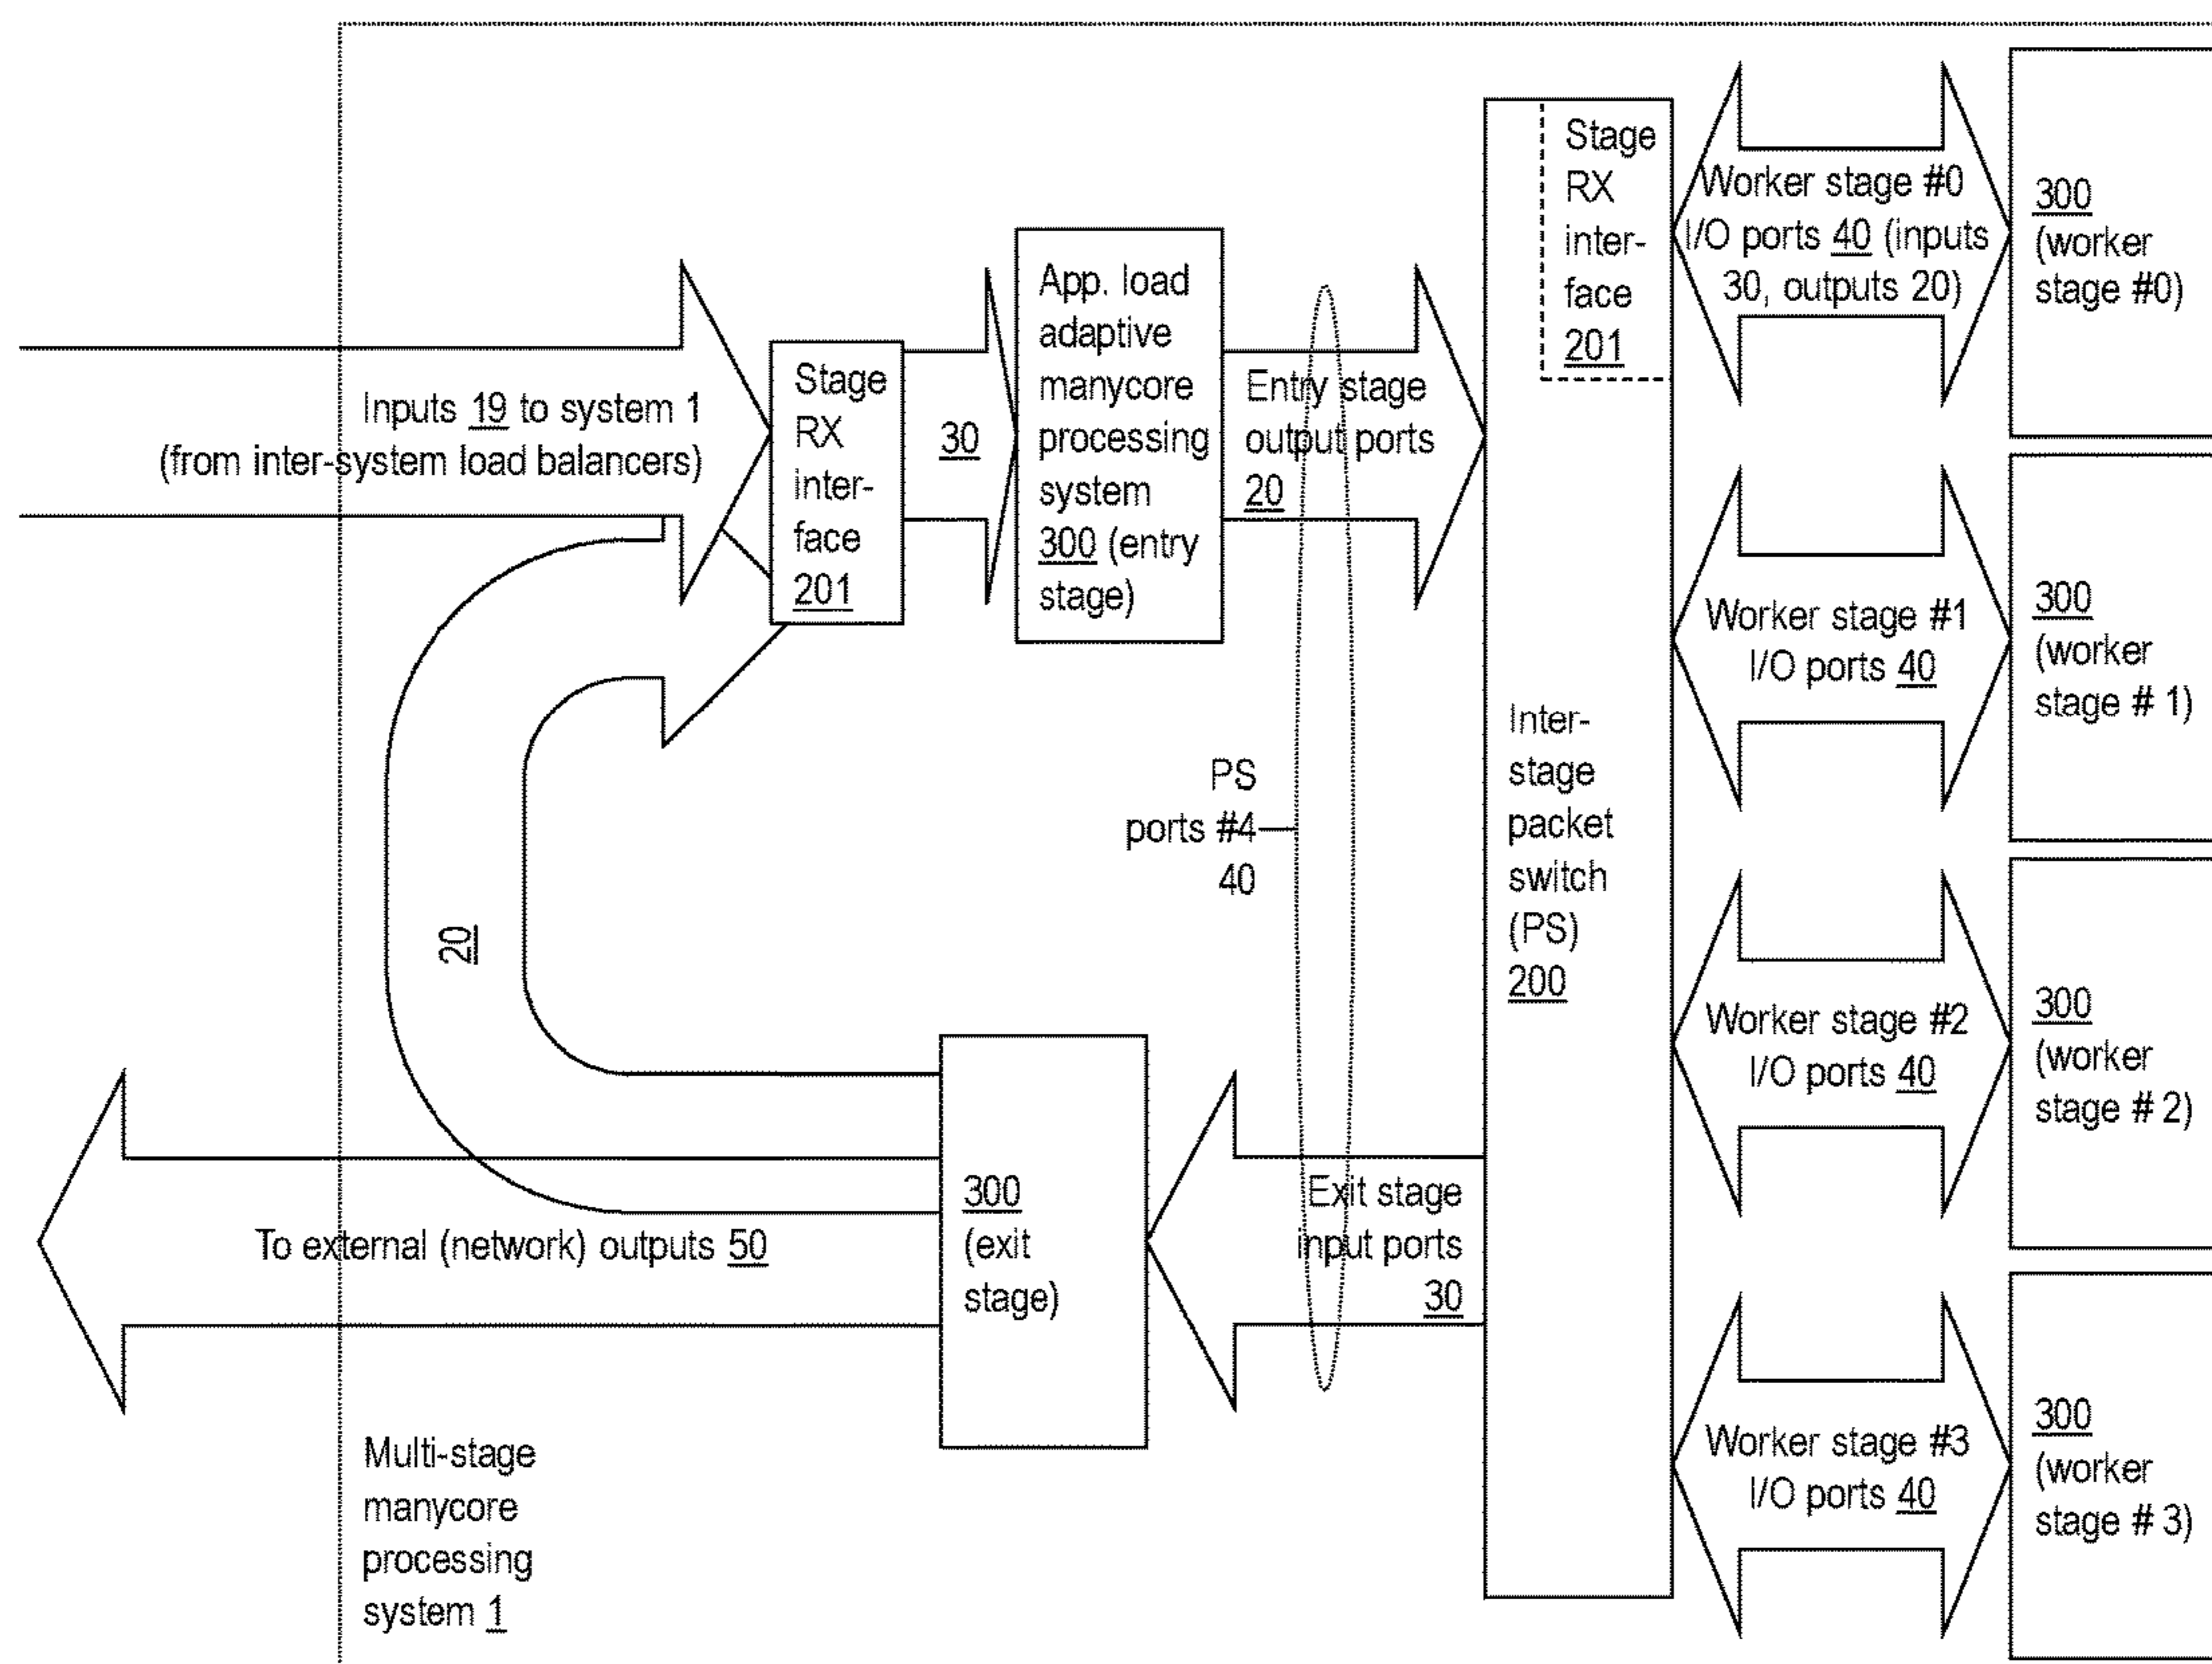 Inputs 19 to system 1
(from inter-system load balancers)
Stage
RX
inter-
face
201
30
App. load
adaptive
manycore
processing
system
300 (entry
stage)
Entry stage
output ports
20
Stage
RX
inter-
face
201
Inter-
stage
packet
switch
(PS)
200
Worker stage #0
I/O ports 40 (inputs
30, outputs 20)
300
(worker
stage #0)
Worker stage #1
I/O ports 40
300
(worker
stage # 1)
Worker stage #2
I/O ports 40
300
(worker
stage # 2)
Worker stage #3
I/O ports 40
300
(worker
stage # 3)
PS
ports #4
40
20
Exit stage
input ports
30
300
(exit
stage)
To external (network) outputs 50
Multi-stage
manycore
processing
system 1